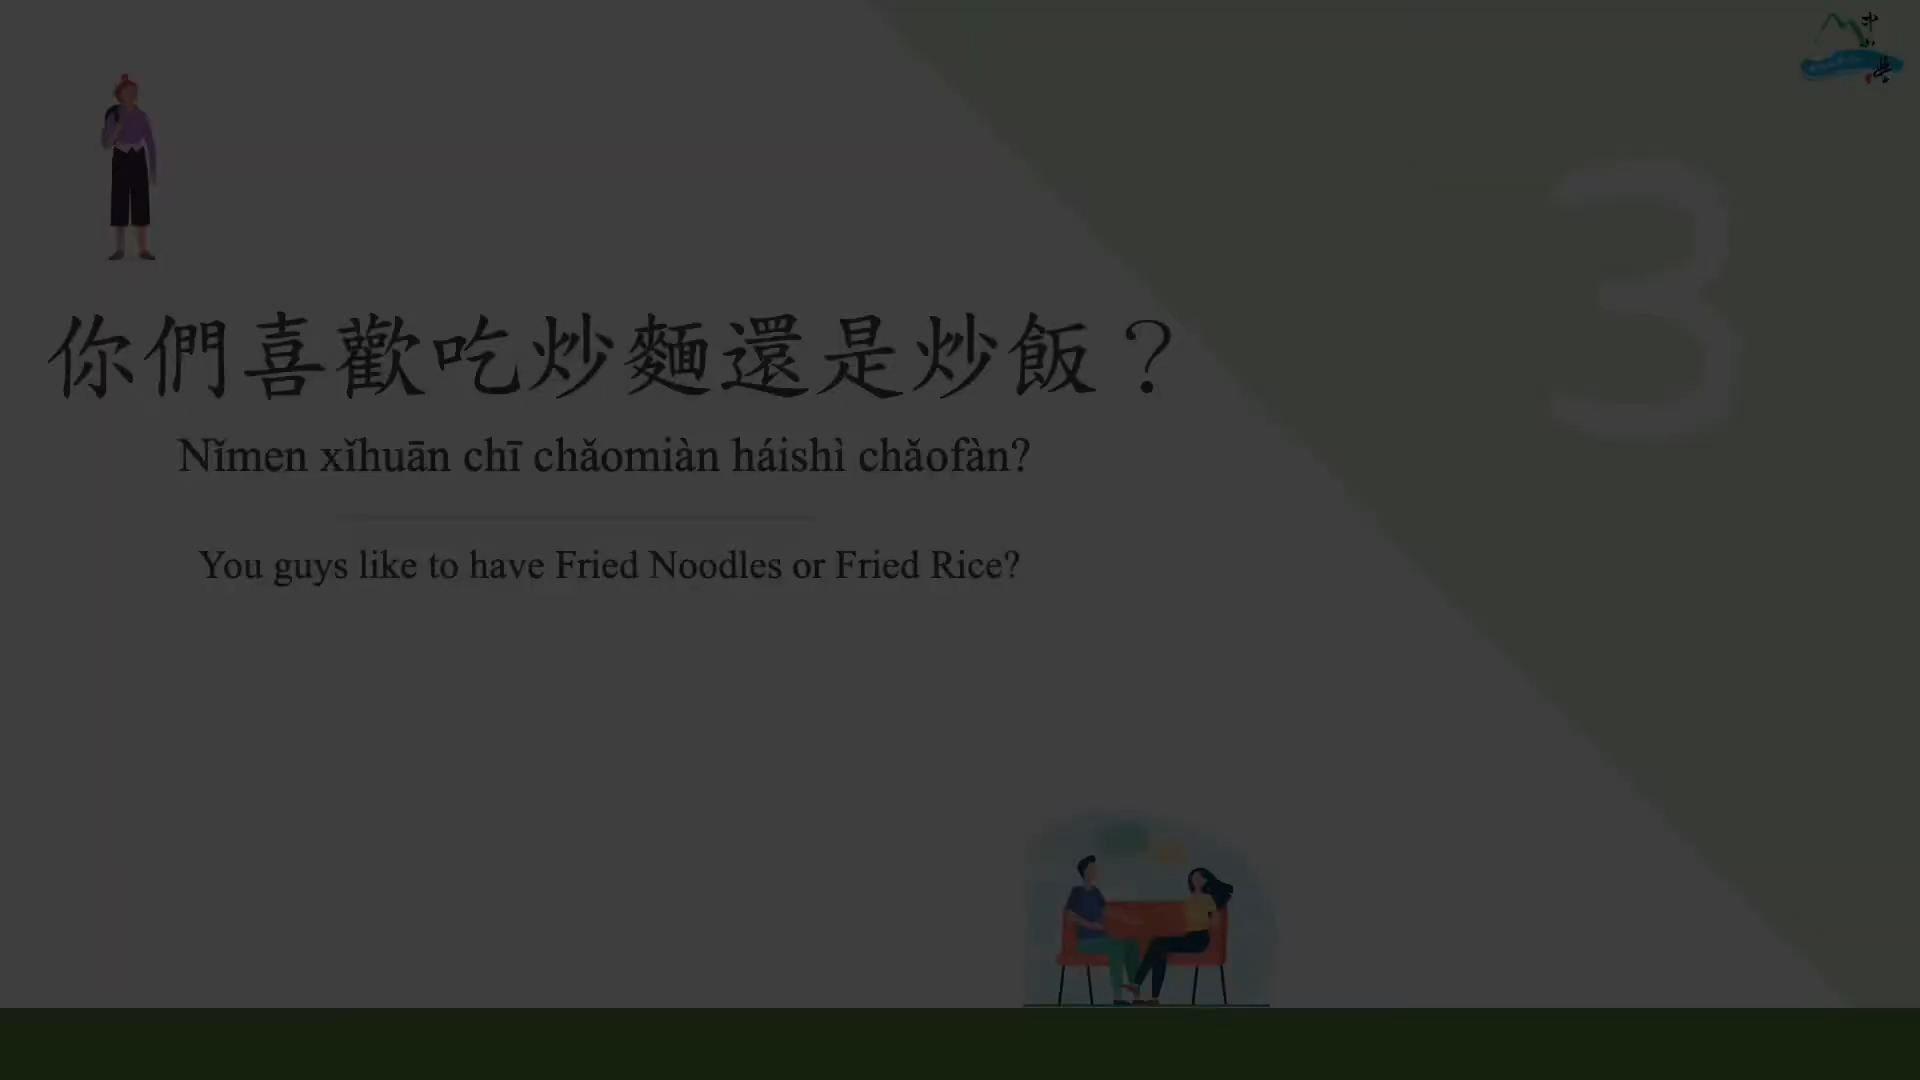 3
你們喜歡吃炒麵還是炒飯？
Nǐmen xǐhuān chī chǎomiàn háishì chǎofàn?
You guys like to have Fried Noodles or Fried Rice?